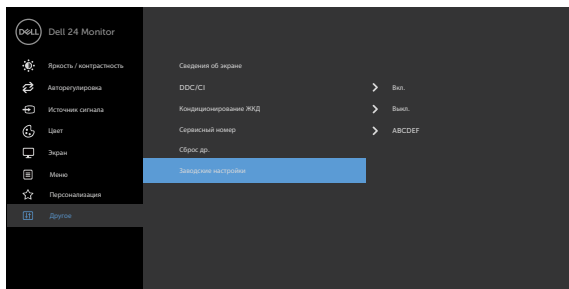 DELL Dell 24 Monitor
Яркость / контрастность
Сведения об экране
Авторегулировка
DDC/CI
Вкл.
Источник сигнала
Кондиционирование ЖКД
Выкл.
Цвет
Сервисный номер
ABCDEF
Экран
Сброс др.
Меню
Заводские настройки
Персонализация
Другое